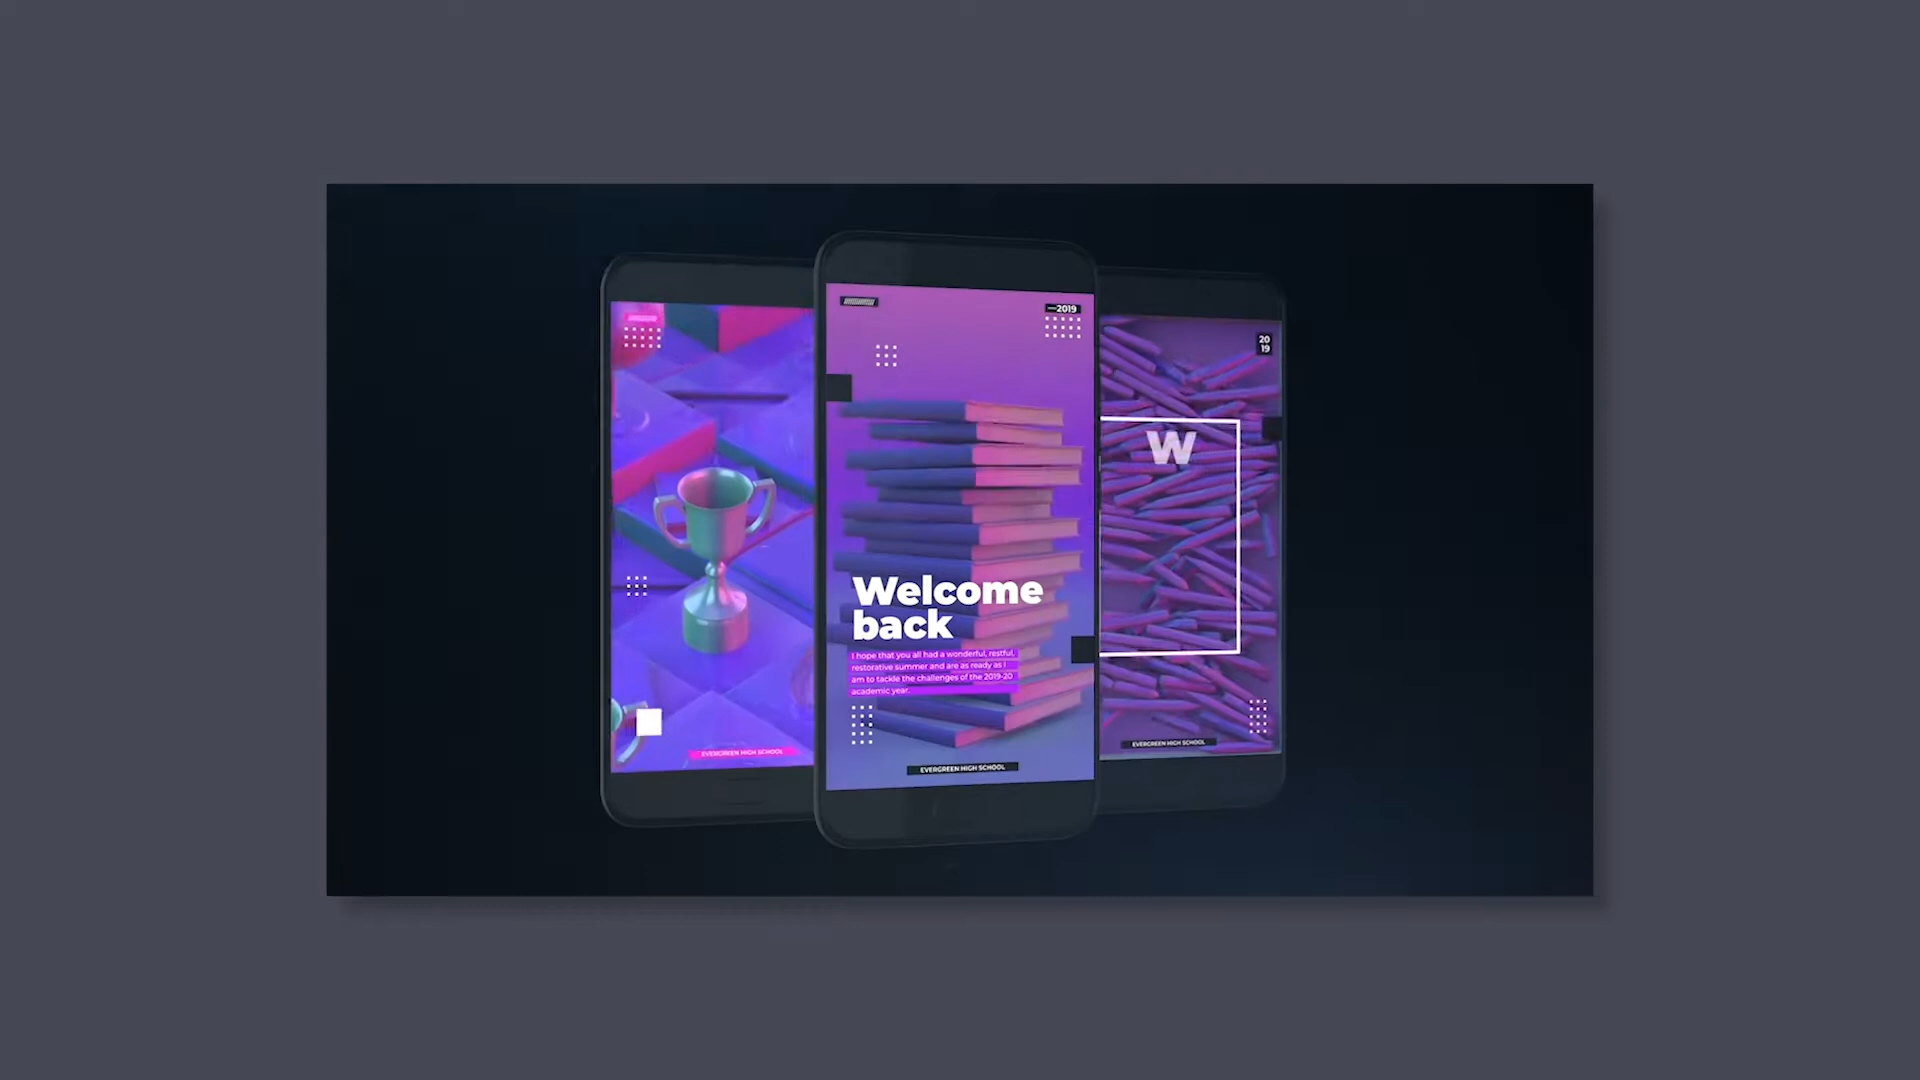 EVERGREEN HIGH SCHOOL
—2019
Welcome
back
I hope that you all had a wonderful, restful,
restorative summer and are as ready as I
am to tackle the challenges of the 2019-20
academic year.
EVERGREEN HIGH SCHOOL
20
19
W
EVERGREEN HIGH SCHOOL